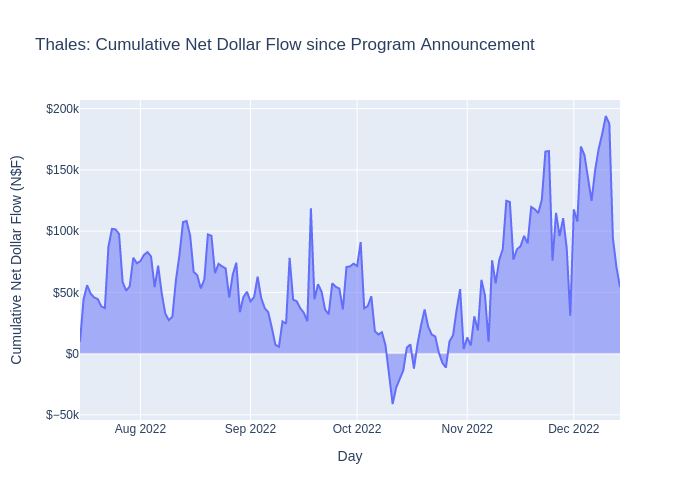 Thales: Cumulative Net Dollar Flow since Program Announcement
$200k
$150k
$100k
$50k
$0
$−50k
Cumulative Net Dollar Flow (N$F)
Aug 2022
Sep 2022
Oct 2022
Nov 2022
Dec 2022
Day